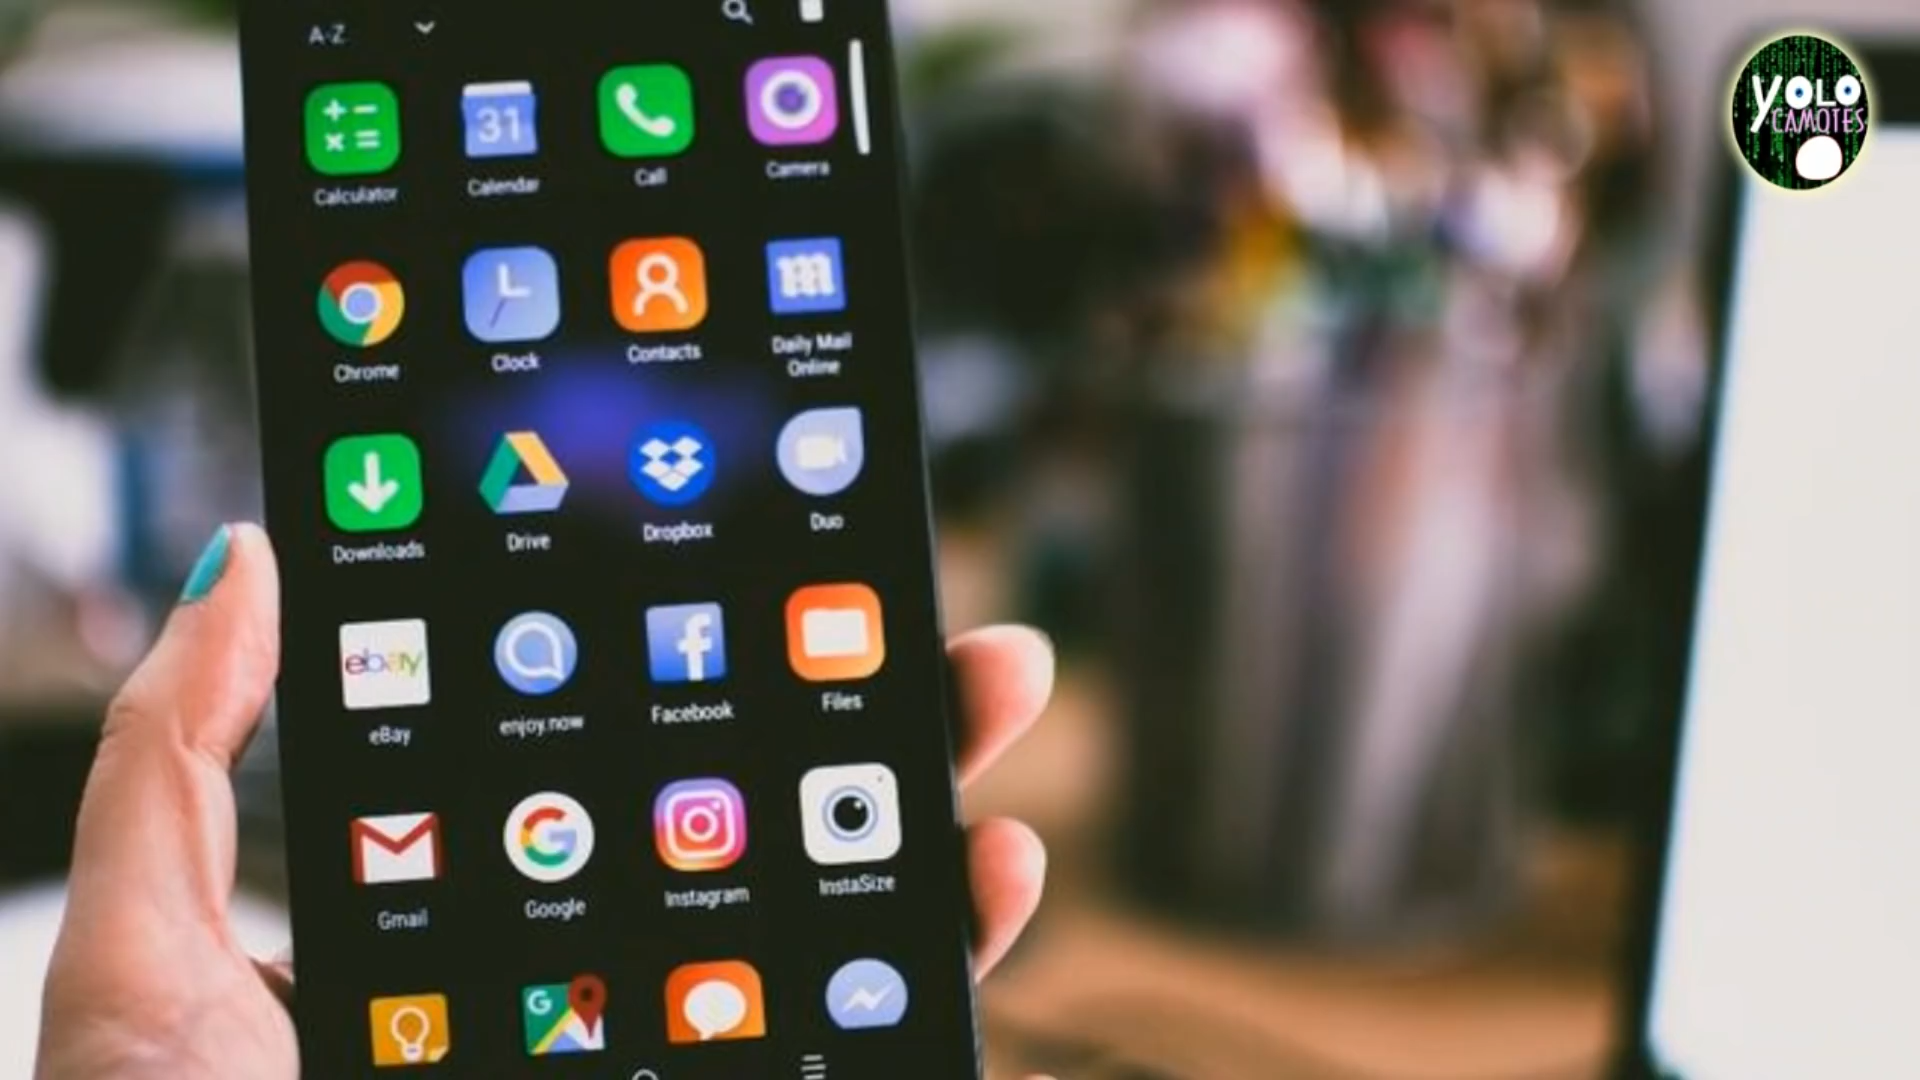 A-Z
YOLO
CAMOTES
31
Calculator
Calendar
Call
Camera
Chrome
Clock
Contacts
Daily Mail
Online
Downloads
Drive
Dropbox
Duo
ebay
eBay
enjoy.now
Facebook
Files
Gmail
Google
Instagram
InstaSize